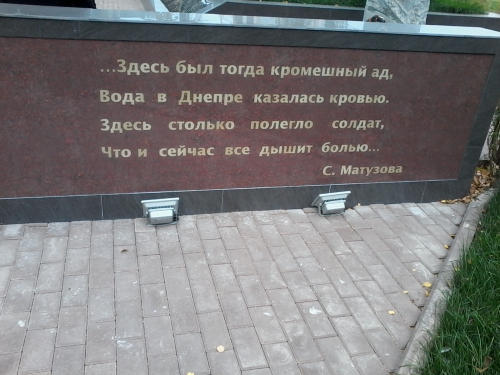 ...Здесь был тогда кромешный ад,
Вода в Днепре казалась кровью.
Здесь столько полегло солдат,
Что и сейчас все дышит болью...
С. Матузова